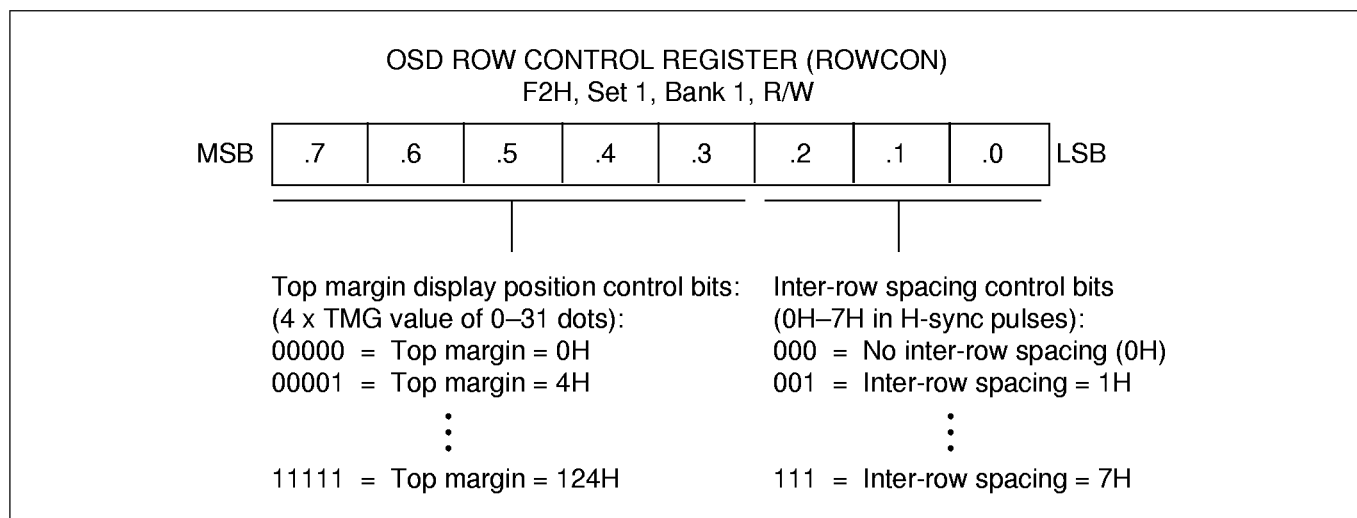 OSD ROW CONTROL REGISTER (ROWCON)
F2H, Set 1, Bank 1, R/W
MSB .7 .6 .5 .4 .3 .2 .1 .0 LSB
Top margin display position control bits:
(4 x TMG value of 0–31 dots):
00000 = Top margin = 0H
00001 = Top margin = 4H
11111 = Top margin = 124H
Inter-row spacing control bits
(0H–7H in H-sync pulses):
000 = No inter-row spacing (0H)
001 = Inter-row spacing = 1H
111 = Inter-row spacing = 7H